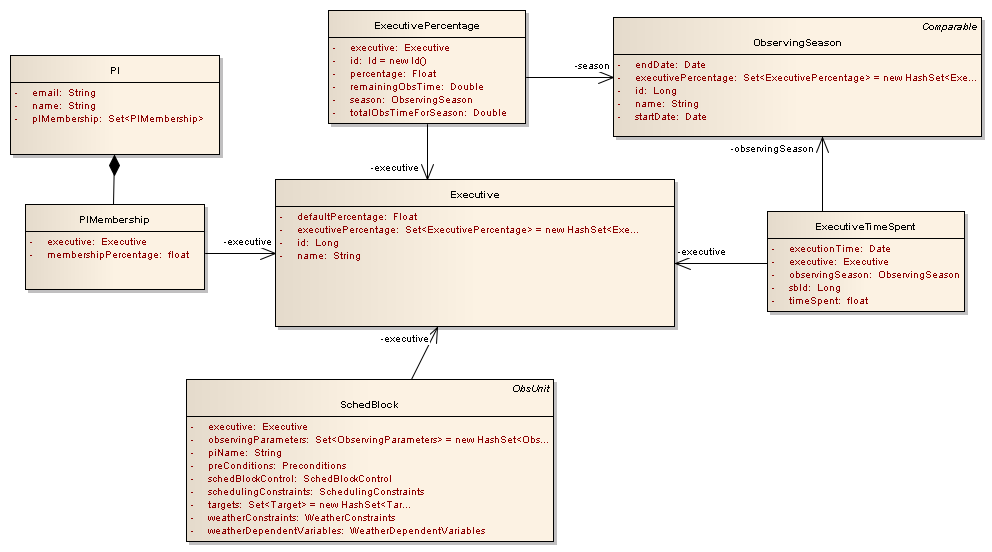 ExecutivePercentage
- executive: Executive
- id: Id = new Id()
- percentage: Float
- remainingObsTime: Double
- season: ObservingSeason
- totalObsTimeForSeason: Double
-season
Comparable
ObservingSeason
- endDate: Date
- executivePercentage: Set<ExecutivePercentage> = new HashSet<Exe...
- id: Long
- name: String
- startDate: Date
PI
- email: String
- name: String
- pIMembership: Set<PIMembership>
-executive
-observingSeason
PIMembership
- executive: Executive
- membershipPercentage: float
-executive
Executive
- defaultPercentage: Float
- executivePercentage: Set<ExecutivePercentage> = new HashSet<Exe...
- id: Long
- name: String
-executive
ExecutiveTimeSpent
- executionTime: Date
- executive: Executive
- observingSeason: ObservingSeason
- sbId: Long
- timeSpent: float
-executive
ObsUnit
SchedBlock
- executive: Executive
- observingParameters: Set<ObservingParameters> = new HashSet<Obs...
- piName: String
- preConditions: Preconditions
- schedBlockControl: SchedBlockControl
- schedulingConstraints: SchedulingConstraints
- targets: Set<Target> = new HashSet<Tar...
- weatherConstraints: WeatherConstraints
- weatherDependentVariables: WeatherDependentVariables